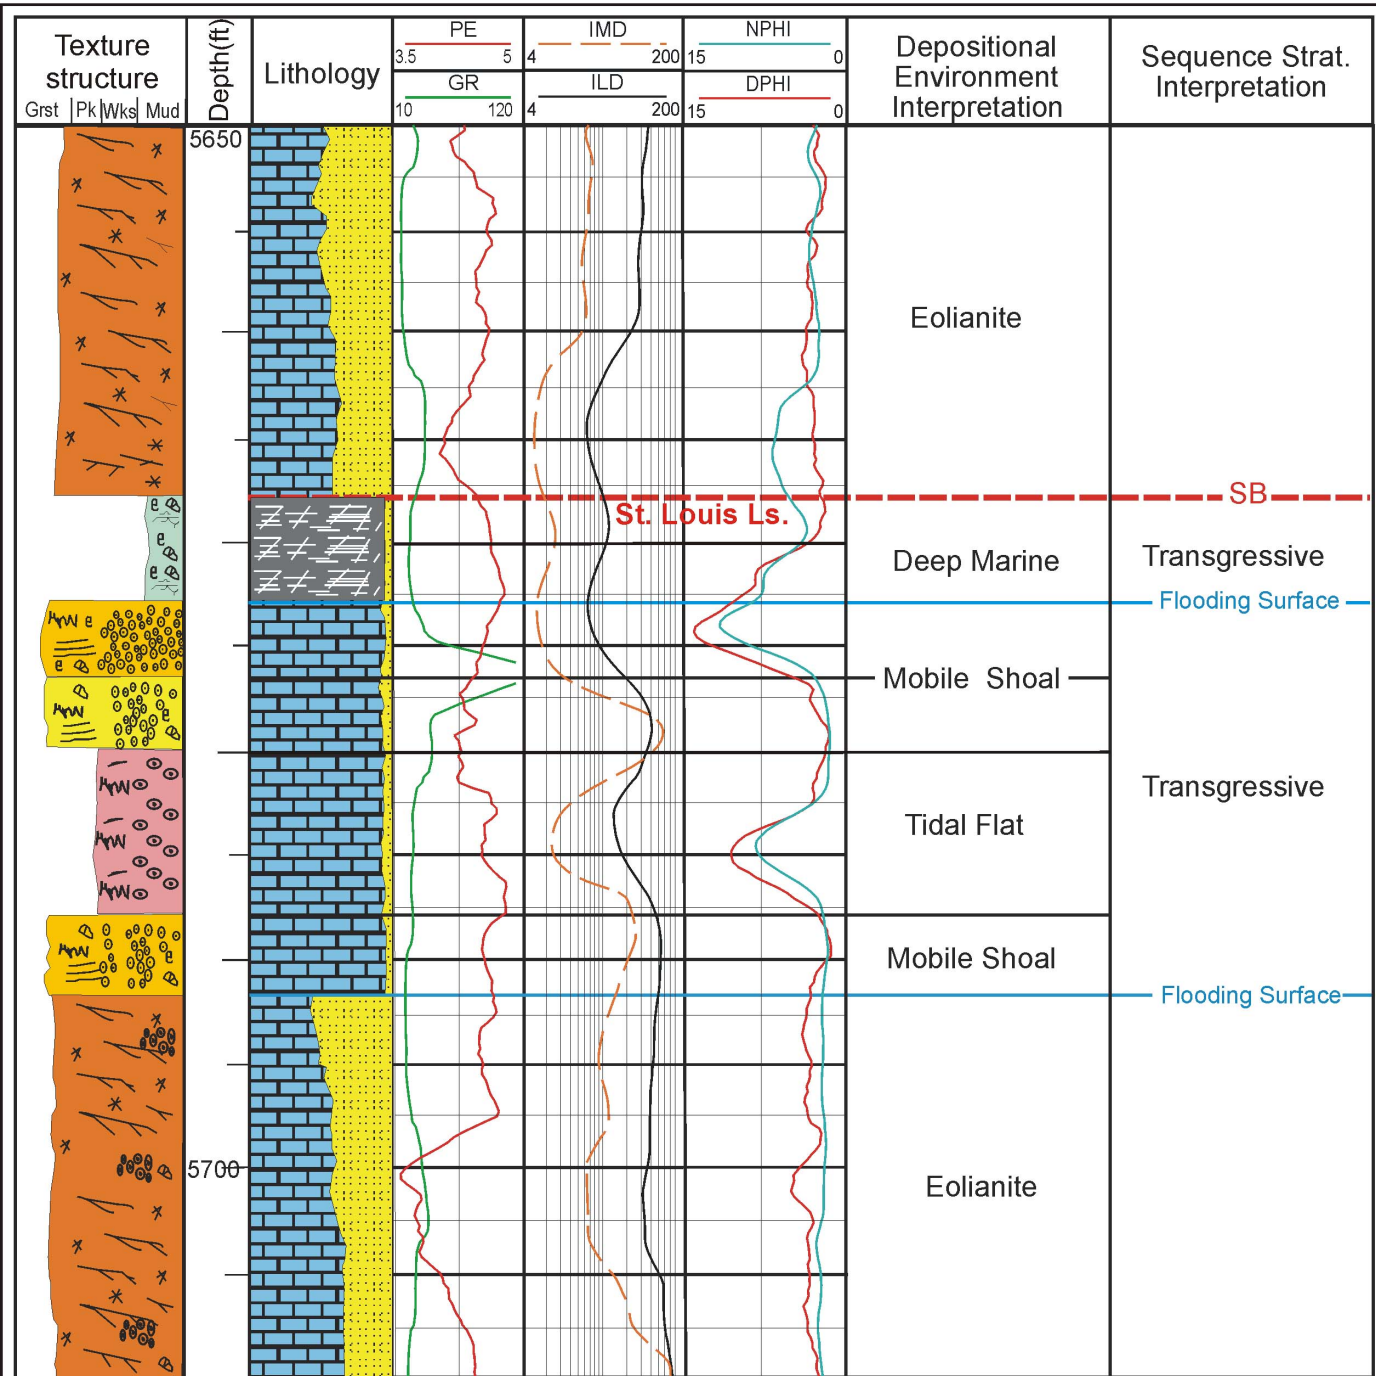 Texture
structure
Grst Pk Wks Mud
Depth(ft)
Lithology
PE
3.5 5
GR
10 120
IMD
4 200
ILD
4 200
NPHI
15 0
DPHI
15 0
Depositional
Environment
Interpretation
Sequence Strat.
Interpretation
5650
Eolianite
SB
St. Louis Ls.
Deep Marine
Transgressive
Flooding Surface
Mobile Shoal
Transgressive
Tidal Flat
Mobile Shoal
Flooding Surface
5700
Eolianite